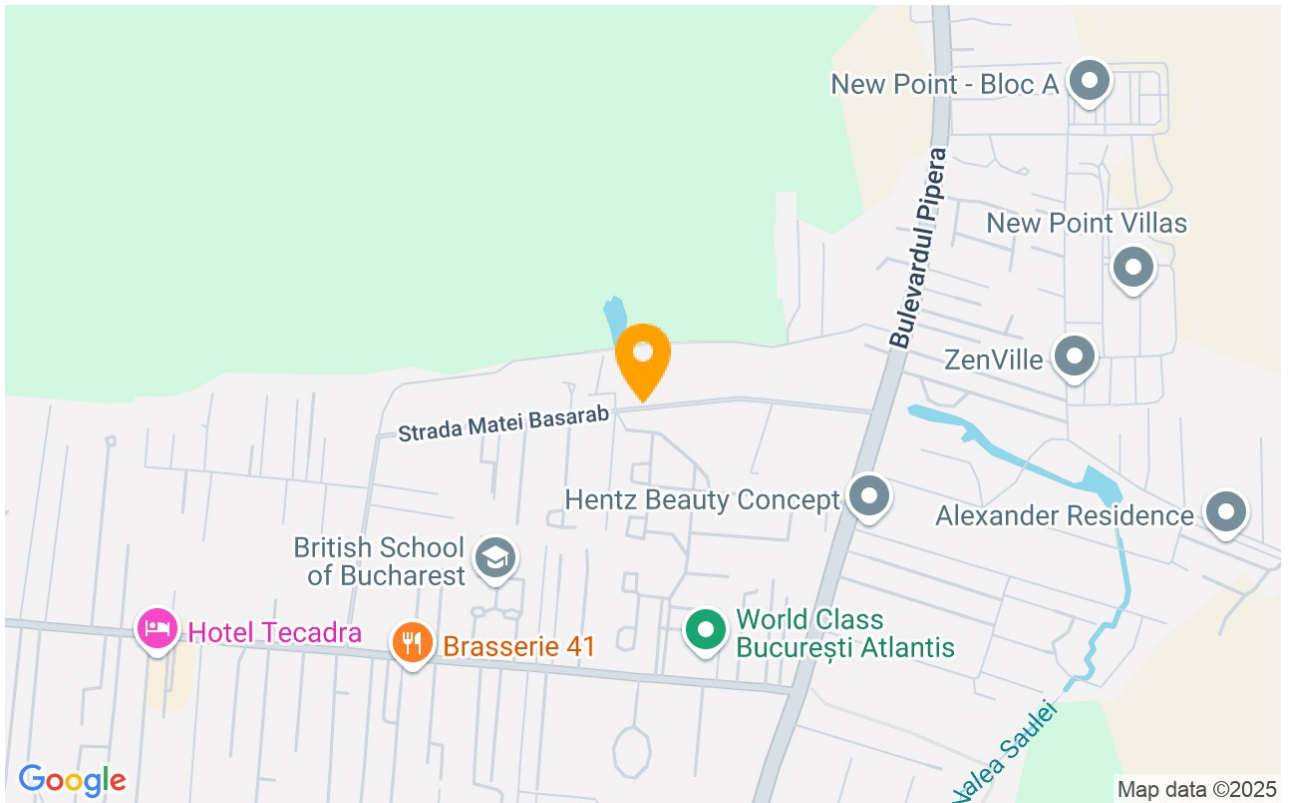 New Point - Bloc A
Bulevardul Pipera
New Point Villas
ZenVille
Strada Matei Basarab
Hentz Beauty Concept
Alexander Residence
British School
of Bucharest
Hotel Tecadra
Brasserie 41
World Class
București Atlantis
Valea Saulei
Google
Map data ©2025